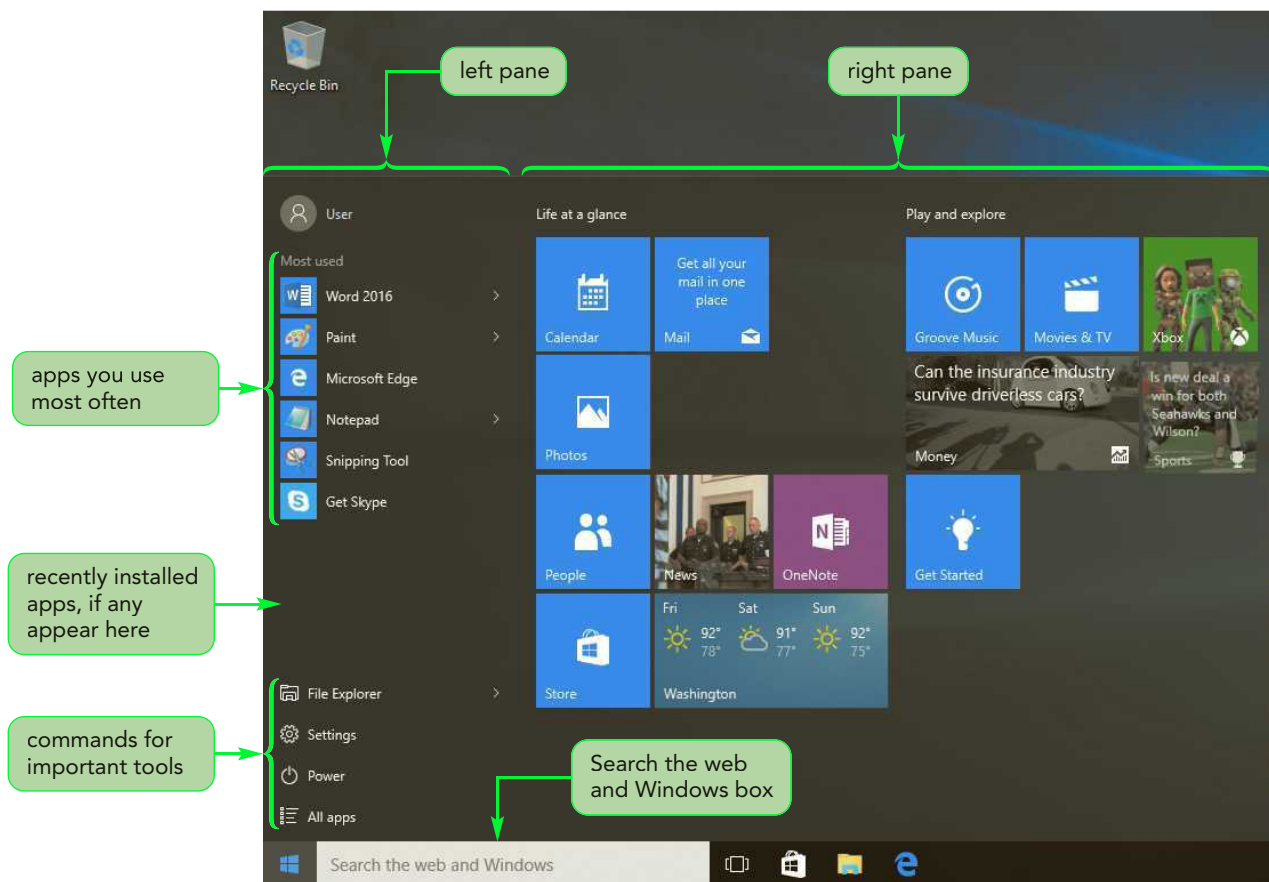 Recycle Bin
left pane
right pane
User
Most used
Word 2016
Paint
Microsoft Edge
Notepad
Snipping Tool
Get Skype
apps you use
most often
recently installed
apps, if any
appear here
File Explorer
Settings
Power
All apps
commands for
important tools
Life at a glance
Calendar
Get all your
mail in one
place
Mail
Photos
People
News
N
OneNote
Store
Fri
Sat
Sun
92°
78°
91°
77°
92°
75°
Washington
Play and explore
Groove Music
Movies & TV
Xbox
Can the insurance industry
survive driverless cars?
Money
Is new deal a
win for both
Seahawks and
Wilson?
Sports
Get Started
Search the web
and Windows box
Search the web and Windows